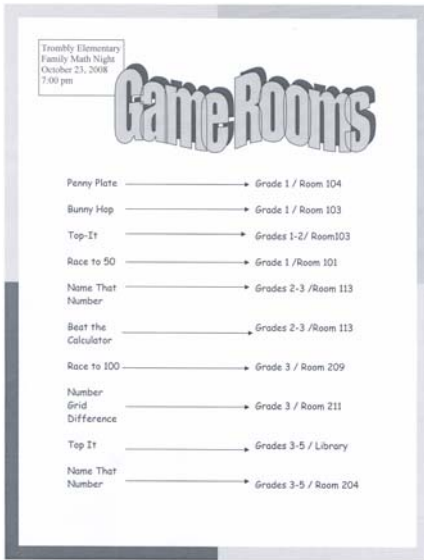 Trombly Elementary
Family Math Night
October 23, 2008
7:00 pm
Game Rooms
Penny Plate Grade 1 / Room 104
Bunny Hop Grade 1 / Room 103
Top-It Grades 1-2/ Room103
Race to 50 Grade 1 /Room 101
Name That Grades 2-3 /Room 113
Number
Beat the Grades 2-3 /Room 113
Calculator
Race to 100 Grade 3 / Room 209
Number
Grid Grade 3 / Room 211
Difference
Top It Grades 3-5 / Library
Name That
Number Grades 3-5 / Room 204